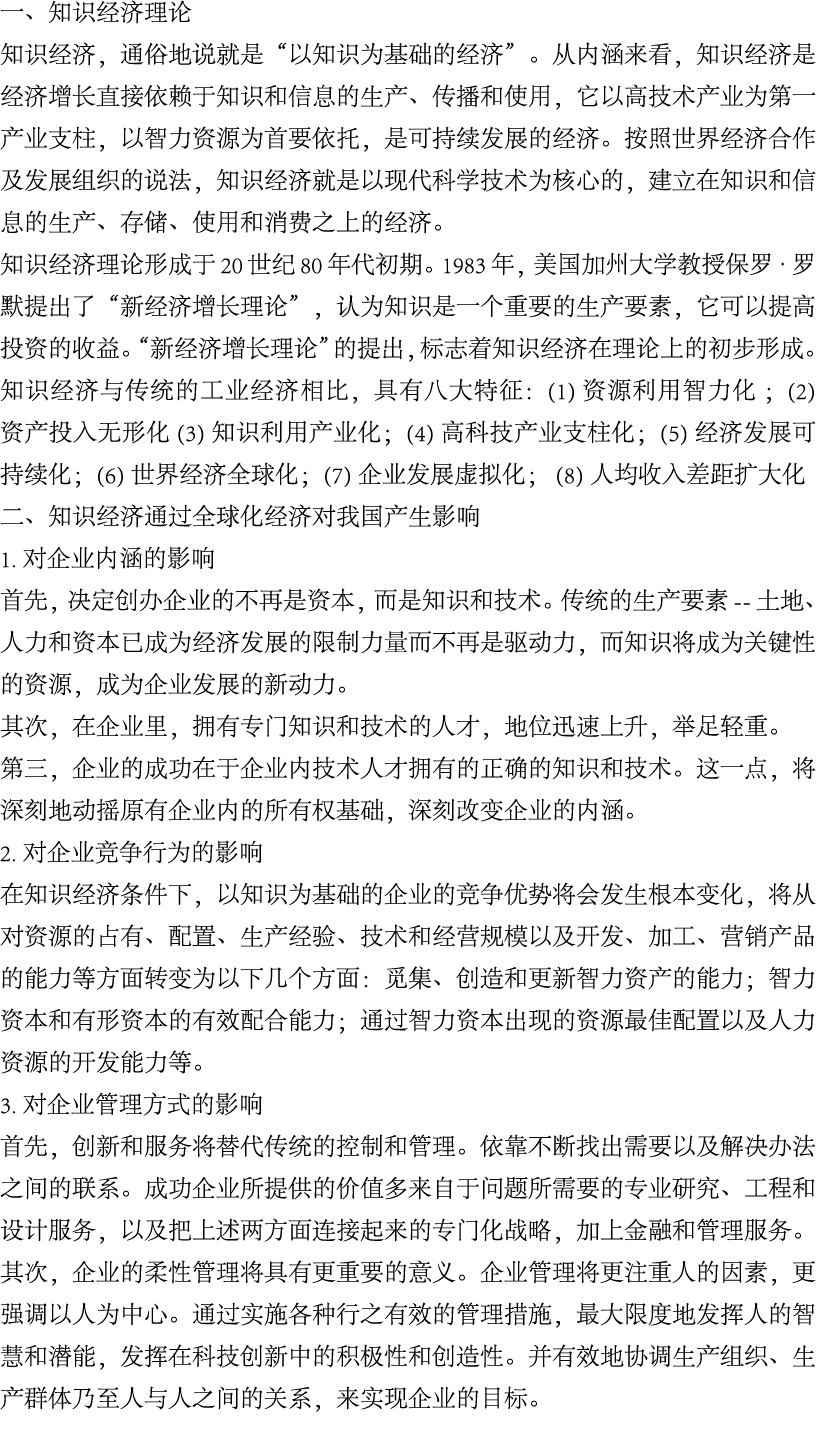 一、知识经济理论
知识经济，通俗地说就是“以知识为基础的经济”。从内涵来看，知识经济是
经济增长直接依赖于知识和信息的生产、传播和使用，它以高技术产业为第一
产业支柱，以智力资源为首要依托，是可持续发展的经济。按照世界经济合作
及发展组织的说法，知识经济就是以现代科学技术为核心的，建立在知识和信
息的生产、存储、使用和消费之上的经济。
知识经济理论形成于 20 世纪 80 年代初期。1983 年，美国加州大学教授保罗 · 罗
默提出了“新经济增长理论”，认为知识是一个重要的生产要素，它可以提高
投资的收益。“新经济增长理论”的提出，标志着知识经济在理论上的初步形成。
知识经济与传统的工业经济相比，具有八大特征：(1) 资源利用智力化 ；(2)
资产投入无形化 (3) 知识利用产业化；(4) 高科技产业支柱化；(5) 经济发展可
持续化；(6) 世界经济全球化；(7) 企业发展虚拟化； (8) 人均收入差距扩大化
二、知识经济通过全球化经济对我国产生影响
1. 对企业内涵的影响
首先，决定创办企业的不再是资本，而是知识和技术。传统的生产要素 -- 土地、
人力和资本已成为经济发展的限制力量而不再是驱动力，而知识将成为关键性
的资源，成为企业发展的新动力。
其次，在企业里，拥有专门知识和技术的人才，地位迅速上升，举足轻重。
第三，企业的成功在于企业内技术人才拥有的正确的知识和技术。这一点，将
深刻地动摇原有企业内的所有权基础，深刻改变企业的内涵。
2. 对企业竞争行为的影响
在知识经济条件下，以知识为基础的企业的竞争优势将会发生根本变化，将从
对资源的占有、配置、生产经验、技术和经营规模以及开发、加工、营销产品
的能力等方面转变为以下几个方面：觅集、创造和更新智力资产的能力；智力
资本和有形资本的有效配合能力；通过智力资本出现的资源最佳配置以及人力
资源的开发能力等。
3. 对企业管理方式的影响
首先，创新和服务将替代传统的控制和管理。依靠不断找出需要以及解决办法
之间的联系。成功企业所提供的价值多来自于问题所需要的专业研究、工程和
设计服务，以及把上述两方面连接起来的专门化战略，加上金融和管理服务。
其次，企业的柔性管理将具有更重要的意义。企业管理将更注重人的因素，更
强调以人为中心。通过实施各种行之有效的管理措施，最大限度地发挥人的智
慧和潜能，发挥在科技创新中的积极性和创造性。并有效地协调生产组织、生
产群体乃至人与人之间的关系，来实现企业的目标。